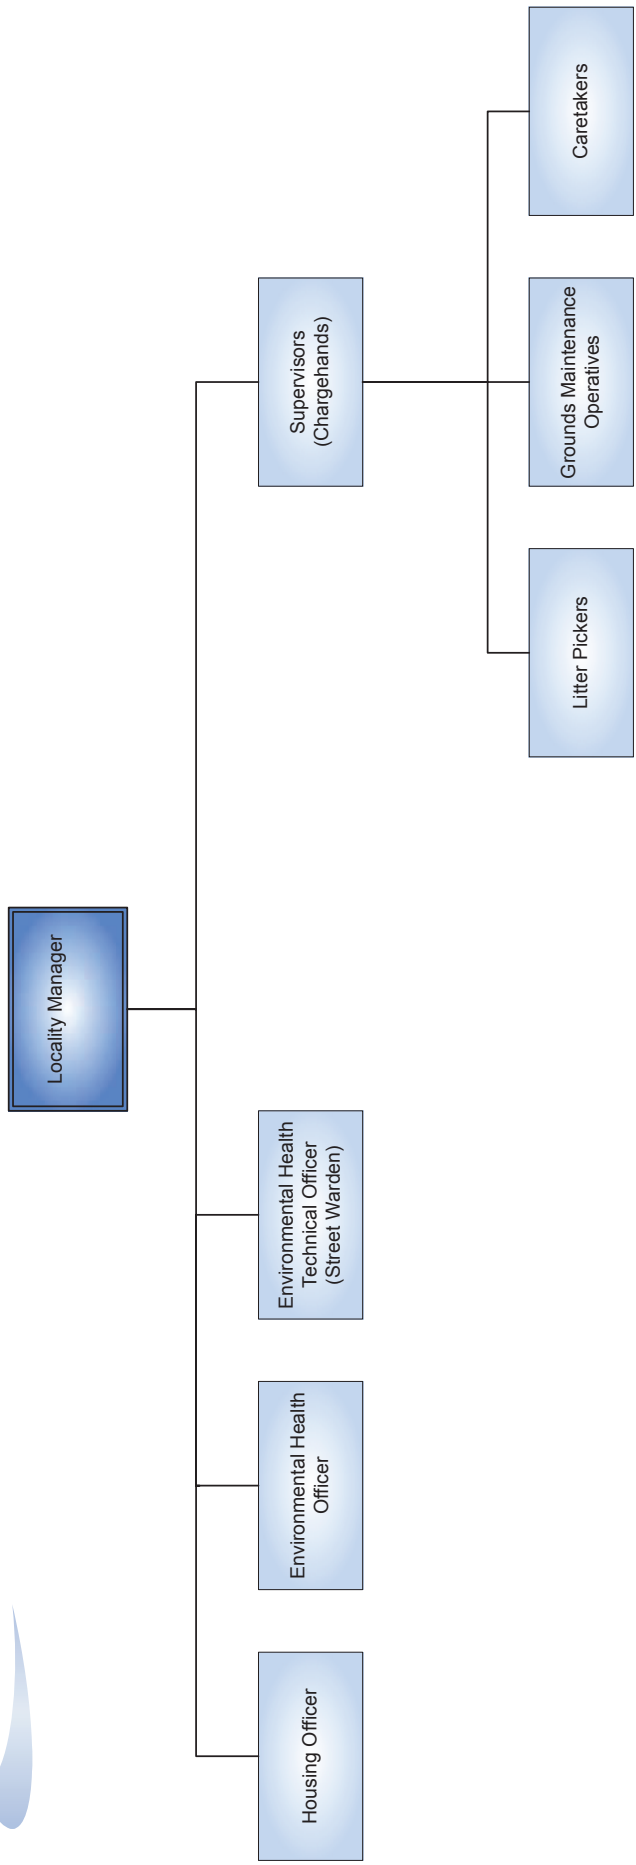 Locality Manager
Housing Officer
Environmental Health
Officer
Environmental Health
Technical Officer
(Street Warden)
Supervisors
(Chargehands)
Litter Pickers
Grounds Maintenance
Operatives
Caretakers